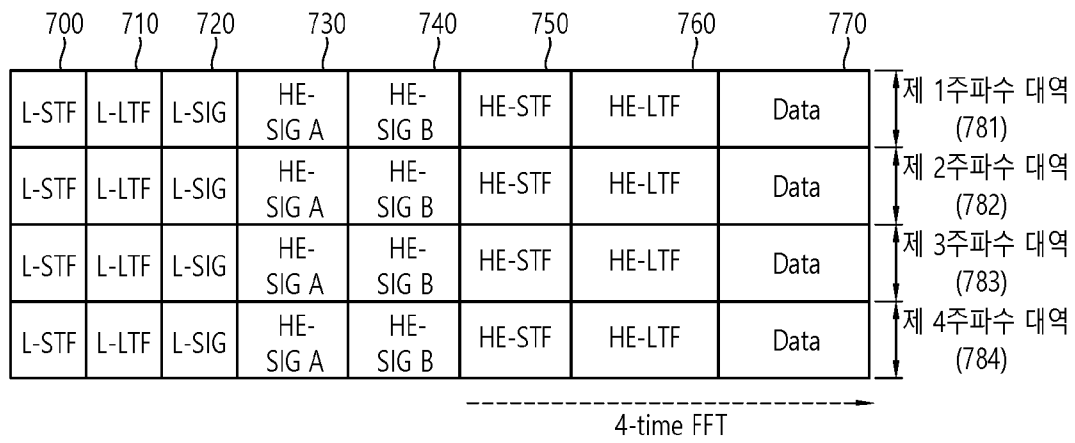 700 710 720 730 740 750 760 770
L-STF L-LTF L-SIG HE- HE- HE-STF HE-LTF Data
SIG A SIG B
제 1주파수 대역
(781)
L-STF L-LTF L-SIG HE- HE- HE-STF HE-LTF Data
SIG A SIG B
제 2주파수 대역
(782)
L-STF L-LTF L-SIG HE- HE- HE-STF HE-LTF Data
SIG A SIG B
제 3주파수 대역
(783)
L-STF L-LTF L-SIG HE- HE- HE-STF HE-LTF Data
SIG A SIG B
제 4주파수 대역
(784)
4-time FFT